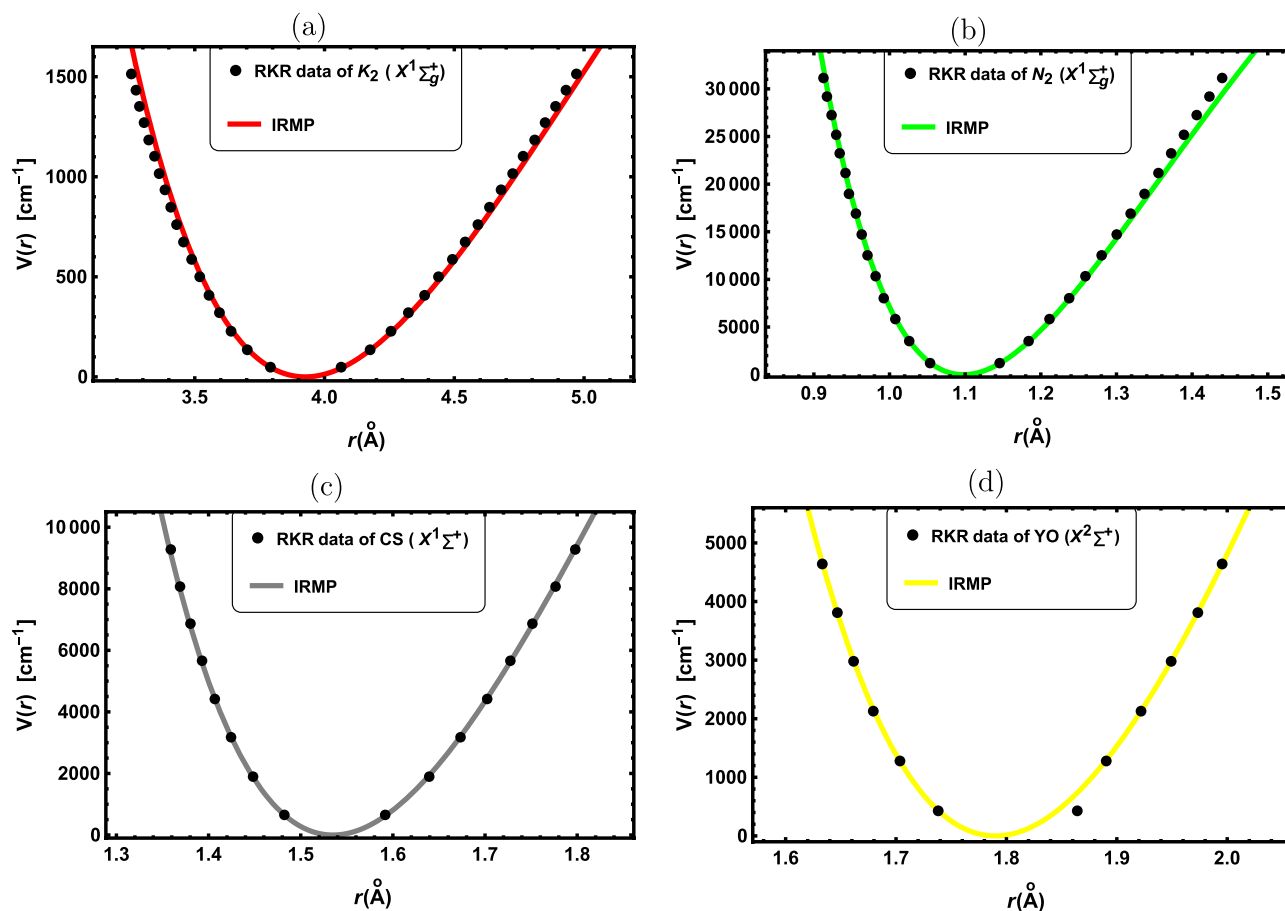 (a)
RKR data of K₂ ( X¹Σg⁺)
IRMP
1500
1000
500
0
3.5 4.0 4.5 5.0
V(r) [cm⁻¹]
r(Å)
(b)
RKR data of N₂ (X¹Σg⁺)
IRMP
30 000
25 000
20 000
15 000
10 000
5000
0
0.9 1.0 1.1 1.2 1.3 1.4 1.5
V(r) [cm⁻¹]
r(Å)
(c)
RKR data of CS ( X¹Σ⁺)
IRMP
10 000
8000
6000
4000
2000
0
1.3 1.4 1.5 1.6 1.7 1.8
V(r) [cm⁻¹]
r(Å)
(d)
RKR data of YO (X²Σ⁺)
IRMP
5000
4000
3000
2000
1000
0
1.6 1.7 1.8 1.9 2.0
V(r) [cm⁻¹]
r(Å)